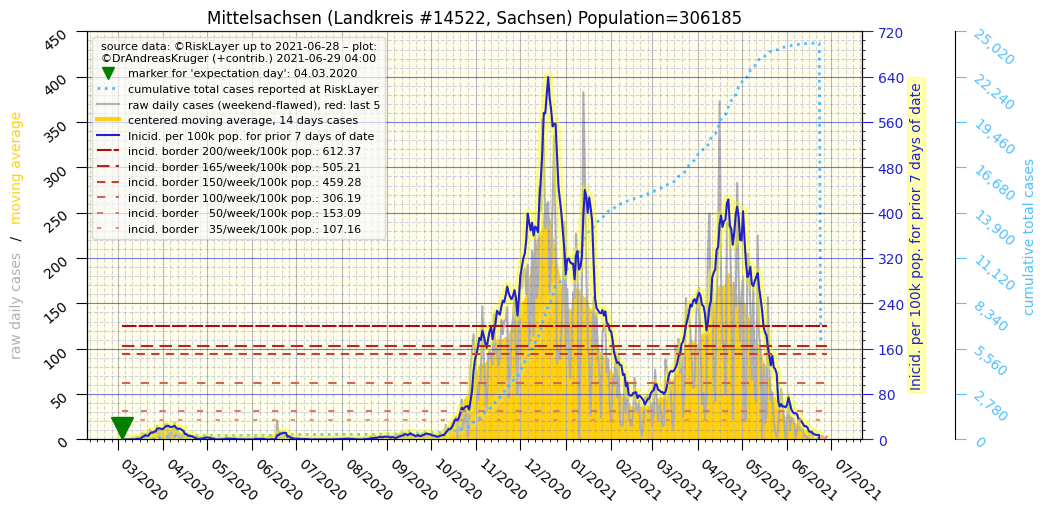 Mittelsachsen (Landkreis #14522, Sachsen) Population=306185
source data: ©RiskLayer up to 2021-06-28 – plot:
©DrAndreasKruger (+contrib.) 2021-06-29 04:00
marker for 'expectation day': 04.03.2020
cumulative total cases reported at RiskLayer
raw daily cases (weekend-flawed), red: last 5
centered moving average, 14 days cases
Inicid. per 100k pop. for prior 7 days of date
incid. border 200/week/100k pop.: 612.37
incid. border 165/week/100k pop.: 505.21
incid. border 150/week/100k pop.: 459.28
incid. border 100/week/100k pop.: 306.19
incid. border   50/week/100k pop.: 153.09
incid. border   35/week/100k pop.: 107.16
raw daily cases   /   moving average
450
400
350
300
250
200
150
100
50
0
03/2020
04/2020
05/2020
06/2020
07/2020
08/2020
09/2020
10/2020
11/2020
12/2020
01/2021
02/2021
03/2021
04/2021
05/2021
06/2021
07/2021
720
640
560
480
400
320
240
160
80
0
Inicid. per 100k pop. for prior 7 days of date
25,020
22,240
19,460
16,680
13,900
11,120
8,340
5,560
2,780
0
cumulative total cases